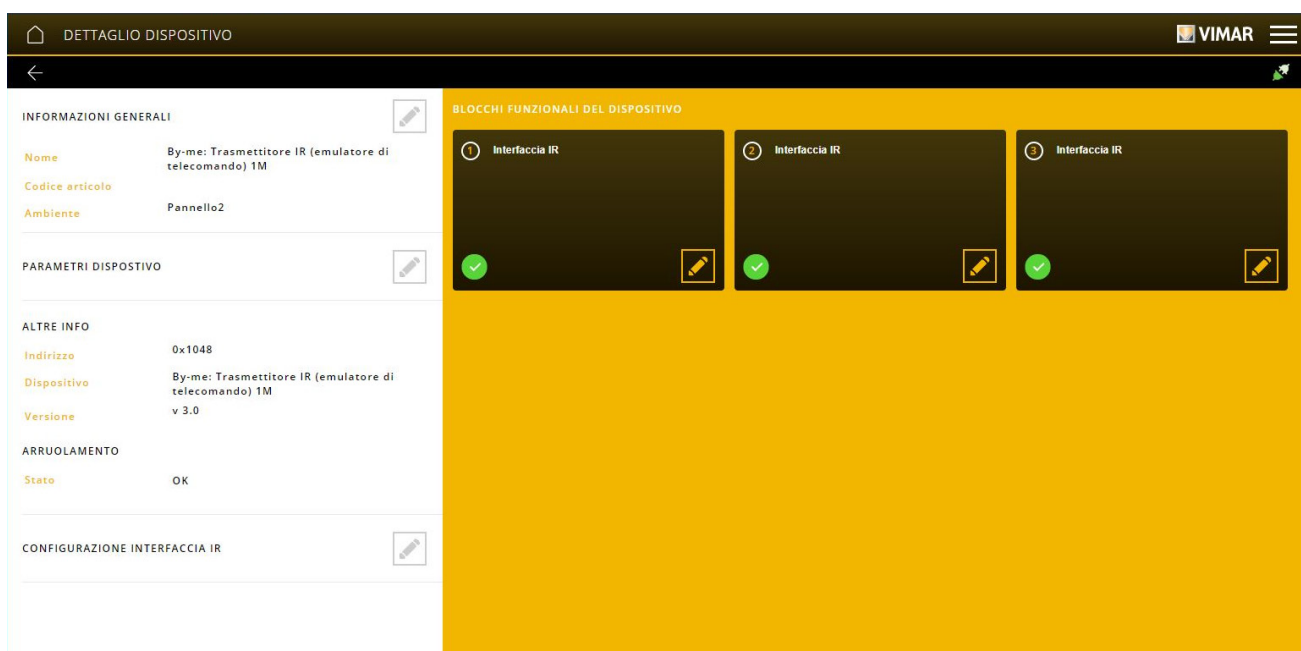 DETTAGLIO DISPOSITIVO
VIMAR
INFORMAZIONI GENERALI
Nome
By-me: Trasmettitore IR (emulatore di
telecomando) 1M
Codice articolo
Ambiente
Pannello2
PARAMETRI DISPOSTIVO
ALTRE INFO
Indirizzo
0x1048
Dispositivo
By-me: Trasmettitore IR (emulatore di
telecomando) 1M
Versione
v 3.0
ARRUOLAMENTO
Stato
OK
CONFIGURAZIONE INTERFACCIA IR
BLOCCHI FUNZIONALI DEL DISPOSITIVO
1 Interfaccia IR
2 Interfaccia IR
3 Interfaccia IR